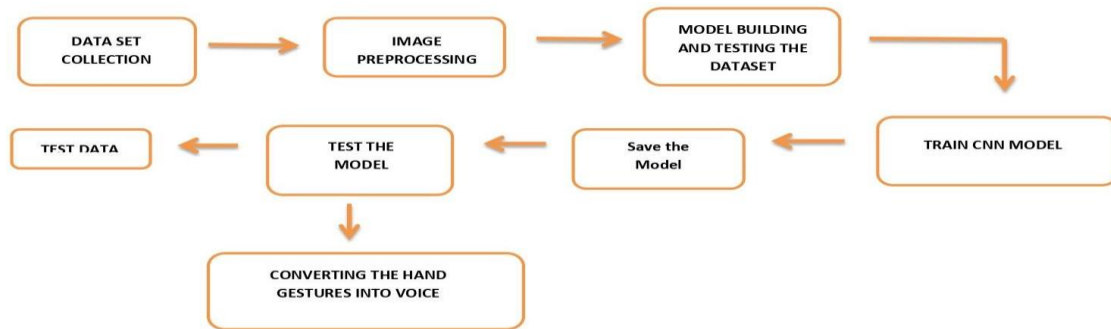 DATA SET
COLLECTION
IMAGE
PREPROCESSING
MODEL BUILDING
AND TESTING THE
DATASET
TRAIN CNN MODEL
Save the
Model
TEST THE
MODEL
TEST DATA
CONVERTING THE HAND
GESTURES INTO VOICE